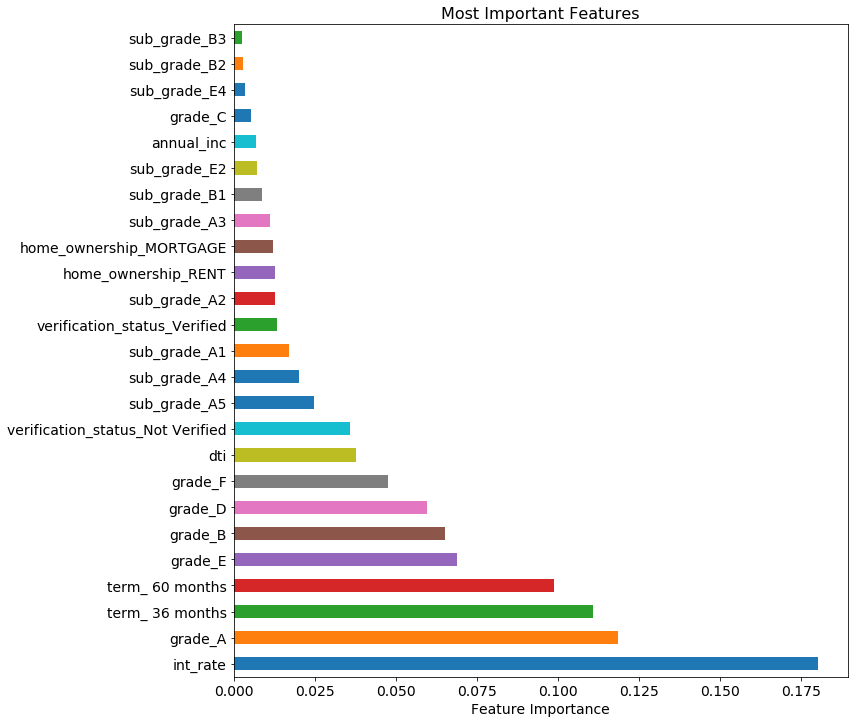 Most Important Features
sub_grade_B3
sub_grade_B2
sub_grade_E4
grade_C
annual_inc
sub_grade_E2
sub_grade_B1
sub_grade_A3
home_ownership_MORTGAGE
home_ownership_RENT
sub_grade_A2
verification_status_Verified
sub_grade_A1
sub_grade_A4
sub_grade_A5
verification_status_Not Verified
dti
grade_F
grade_D
grade_B
grade_E
term_ 60 months
term_ 36 months
grade_A
int_rate
0.000 0.025 0.050 0.075 0.100 0.125 0.150 0.175
Feature Importance